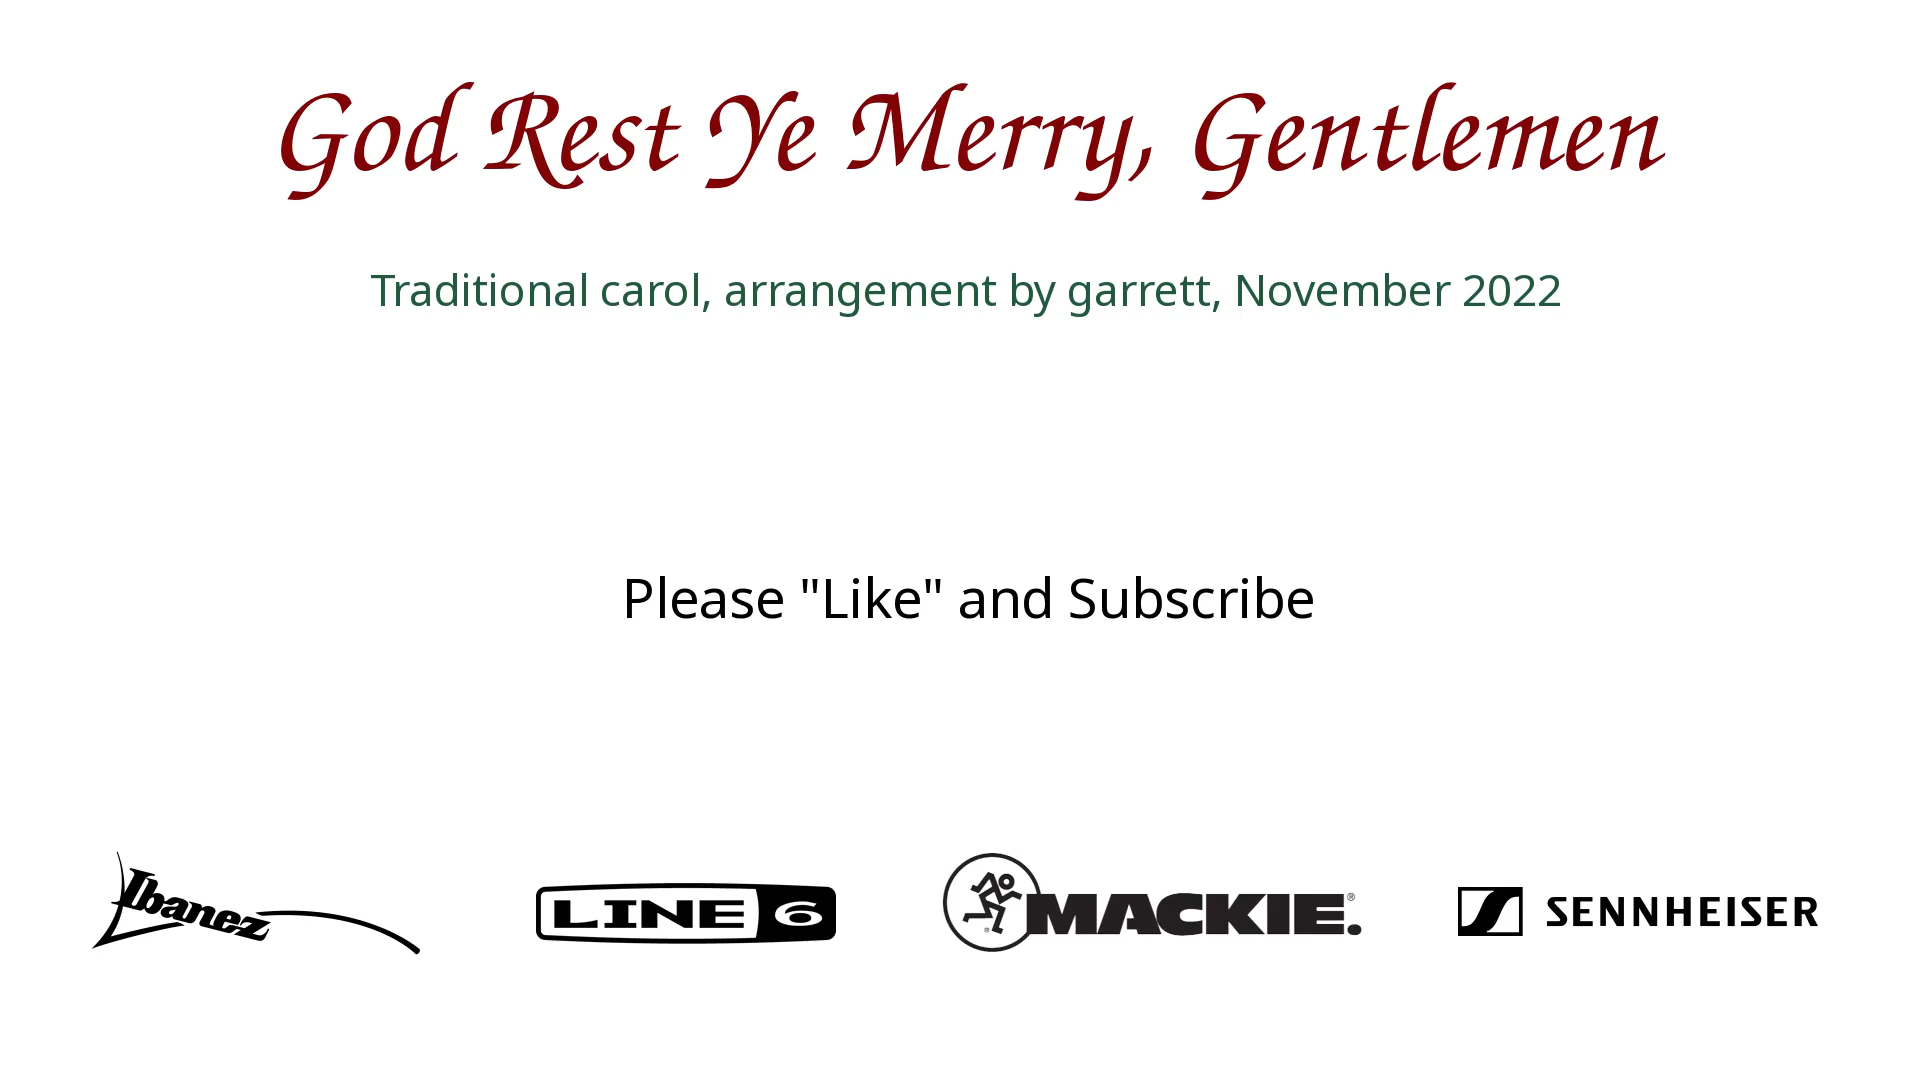 God Rest Ye Merry, Gentlemen
Traditional carol, arrangement by garrett, November 2022
Please "Like" and Subscribe
Ibanez LINE 6 MACKIE.® SENNHEISER